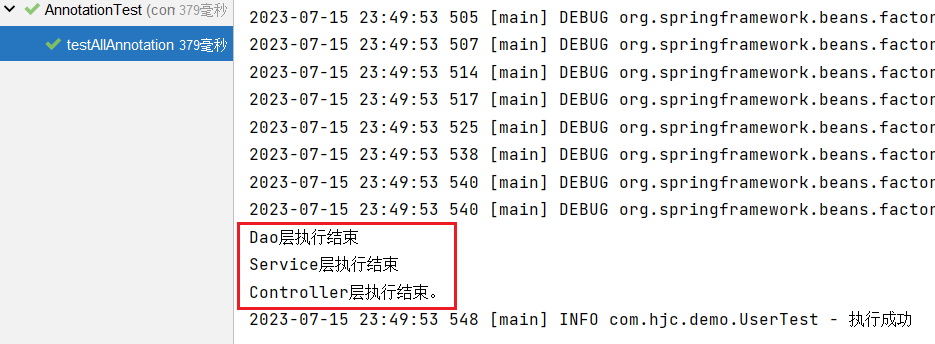 AnnotationTest (con 379毫秒
testAllAnnotation 379毫秒
2023-07-15 23:49:53 505 [main] DEBUG org.springframework.beans.factor
2023-07-15 23:49:53 507 [main] DEBUG org.springframework.beans.factor
2023-07-15 23:49:53 514 [main] DEBUG org.springframework.beans.factor
2023-07-15 23:49:53 517 [main] DEBUG org.springframework.beans.factor
2023-07-15 23:49:53 525 [main] DEBUG org.springframework.beans.factor
2023-07-15 23:49:53 538 [main] DEBUG org.springframework.beans.factor
2023-07-15 23:49:53 540 [main] DEBUG org.springframework.beans.factor
2023-07-15 23:49:53 540 [main] DEBUG org.springframework.beans.factor
Dao层执行结束
Service层执行结束
Controller层执行结束。
2023-07-15 23:49:53 548 [main] INFO com.hjc.demo.UserTest - 执行成功